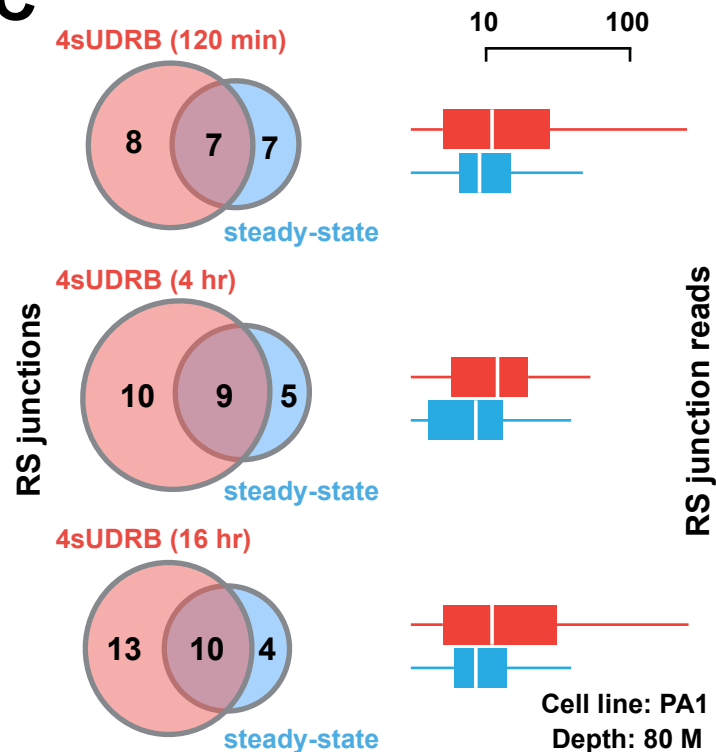 C
10 100
4sUDRB (120 min)
8 7 7
steady-state
4sUDRB (4 hr)
10 9 5
steady-state
RS junctions
RS junction reads
4sUDRB (16 hr)
13 10 4
steady-state
Cell line: PA1
Depth: 80 M